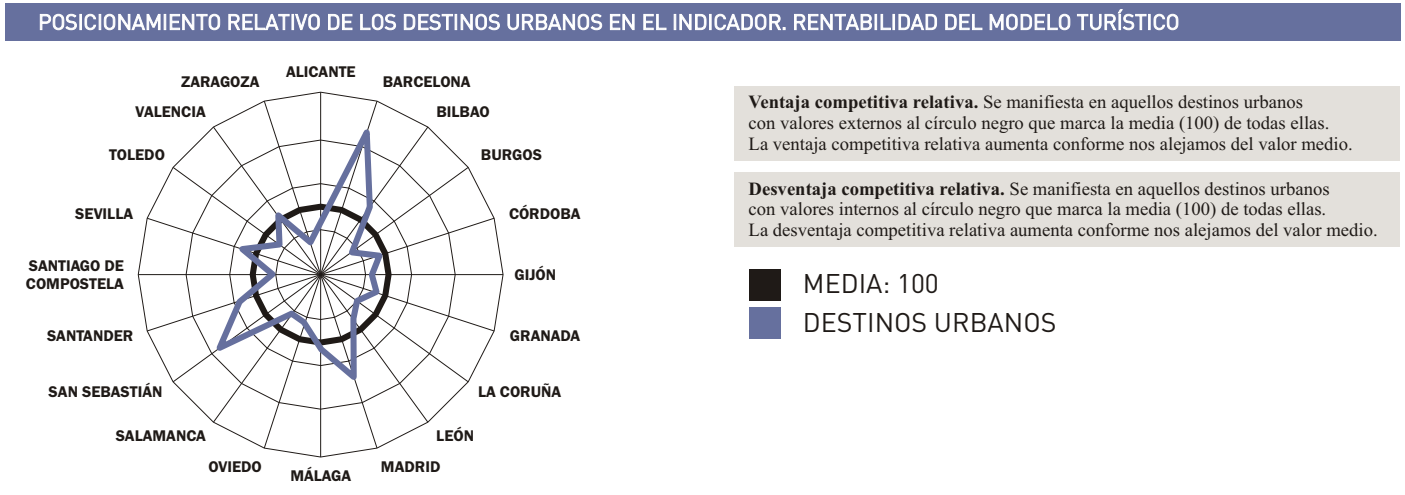 POSICIONAMIENTO RELATIVO DE LOS DESTINOS URBANOS EN EL INDICADOR. RENTABILIDAD DEL MODELO TURÍSTICO
ALICANTE
BARCELONA
BILBAO
BURGOS
CÓRDOBA
GIJÓN
GRANADA
LA CORUÑA
LEÓN
MADRID
MÁLAGA
OVIEDO
SALAMANCA
SAN SEBASTIÁN
SANTANDER
SANTIAGO DE
COMPOSTELA
SEVILLA
TOLEDO
VALENCIA
ZARAGOZA
Ventaja competitiva relativa. Se manifiesta en aquellos destinos urbanos
con valores externos al círculo negro que marca la media (100) de todas ellas.
La ventaja competitiva relativa aumenta conforme nos alejamos del valor medio.
Desventaja competitiva relativa. Se manifiesta en aquellos destinos urbanos
con valores internos al círculo negro que marca la media (100) de todas ellas.
La desventaja competitiva relativa aumenta conforme nos alejamos del valor medio.
MEDIA: 100
DESTINOS URBANOS